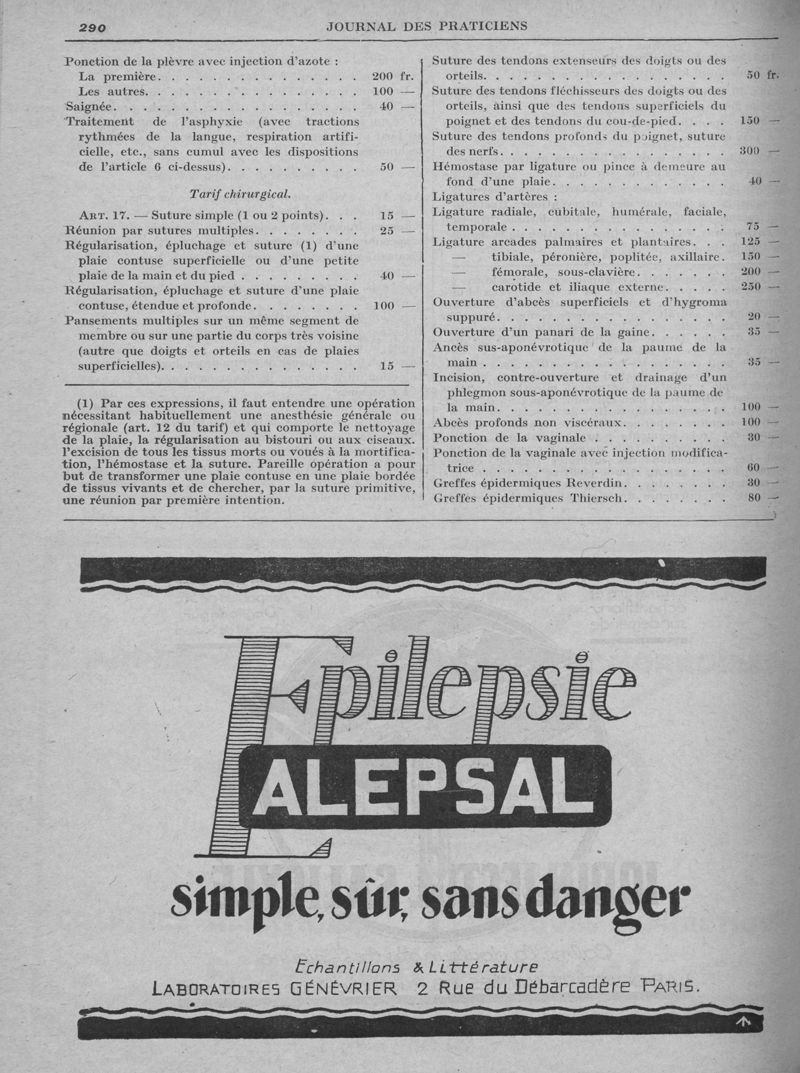 290
JOURNAL DES PRATICIENS
Ponction de la plèvre avec injection d'azote :
La première. . . . . . . . . . . . . . . 200 fr.
Les autres. . . . . . . . . . . . . . . . 100 —
Saignée. . . . . . . . . . . . . . . . . . 40 —
Traitement de l'asphyxie (avec tractions
rythmées de la langue, respiration artifi-
cielle, etc., sans cumul avec les dispositions
de l'article 6 ci-dessus). . . . . . . . . . 50 —
Tarif chirurgical.
ART. 17. — Suture simple (1 ou 2 points). . . 15 —
Réunion par sutures multiples. . . . . . . . 25 —
Régularisation, épluchage et suture (1) d'une
plaie contuse superficielle ou d'une petite
plaie de la main et du pied . . . . . . . . . 40 —
Régularisation, épluchage et suture d'une plaie
contuse, étendue et profonde. . . . . . . . 100 —
Pansements multiples sur un même segment de
membre ou sur une partie du corps très voisine
(autre que doigts et orteils en cas de plaies
superficielles). . . . . . . . . . . . . . . 15 —
(1) Par ces expressions, il faut entendre une opération
nécessitant habituellement une anesthésie générale ou
régionale (art. 12 du tarif) et qui comporte le nettoyage
de la plaie, la régularisation au bistouri ou aux ciseaux.
l'excision de tous les tissus morts ou voués à la mortifica-
tion, l'hémostase et la suture. Pareille opération a pour
but de transformer une plaie contuse en une plaie bordée
de tissus vivants et de chercher, par la suture primitive,
une réunion par première intention.
Suture des tendons extenseurs des doigts ou des
orteils. . . . . . . . . . . . . . . . . . 50 fr.
Suture des tendons fléchisseurs des doigts ou des
orteils, ainsi que des tendons superficiels du
poignet et des tendons du cou-de-pied. . . . 150 —
Suture des tendons profonds du poignet, suture
des nerfs. . . . . . . . . . . . . . . . . 300 —
Hémostase par ligature ou pince à demeure au
fond d'une plaie. . . . . . . . . . . . . 40 —
Ligatures d'artères :
Ligature radiale, cubitale, humérale, faciale,
temporale . . . . . . . . . . . . . . . . 75 —
Ligature arcades palmaires et plantaires. . . 125 —
— tibiale, péronière, poplitée, axillaire. 150 —
— fémorale, sous-clavière. . . . . . . 200 —
— carotide et iliaque externe. . . . . 250 —
Ouverture d'abcès superficiels et d'hygroma
suppuré. . . . . . . . . . . . . . . . . 20 —
Ouverture d'un panari de la gaine. . . . . . 35 —
Ancès sus-aponévrotique de la paume de la
main . . . . . . . . . . . . . . . . . . 35 —
Incision, contre-ouverture et drainage d'un
phlegmon sous-aponévrotique de la paume de
la main. . . . . . . . . . . . . . . . . 100 —
Abcès profonds non viscéraux. . . . . . . . 100 —
Ponction de la vaginale . . . . . . . . . . 30 —
Ponction de la vaginale avec injection modifica-
trice . . . . . . . . . . . . . . . . . . 60 —
Greffes épidermiques Reverdin. . . . . . . . 30 —
Greffes épidermiques Thiersch. . . . . . . . 80 —
Epilepsie
ALEPSAL
simple, sûr, sans danger
Echantillons & Littérature
LABORATOIRES GÉNÉVRIER 2 Rue du Débarcadère PARIS.